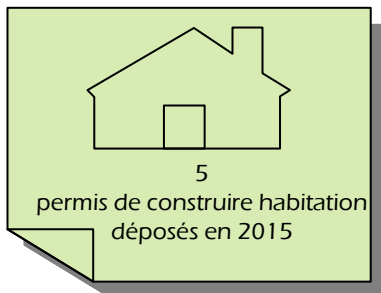 5
permis de construire habitation
déposés en 2015